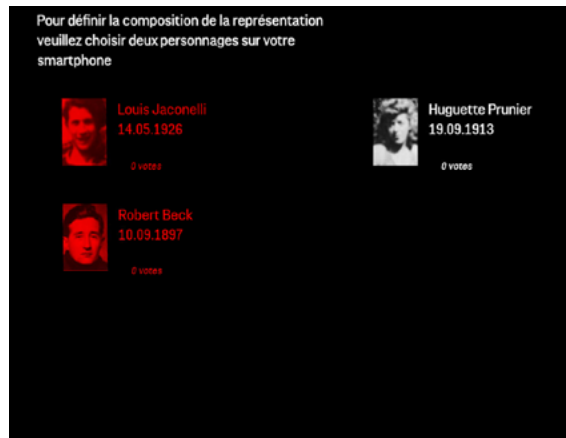 Pour définir la composition de la représentation
veuillez choisir deux personnages sur votre
smartphone
Louis Jaconelli
14.05.1926
0 votes
Huguette Prunier
19.09.1913
0 votes
Robert Beck
10.09.1897
0 votes